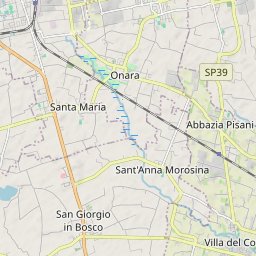 Onara
SP39
Santa Maria
Abbazia Pisani
Sant'Anna Morosina
San Giorgio
in Bosco
Villa del Co